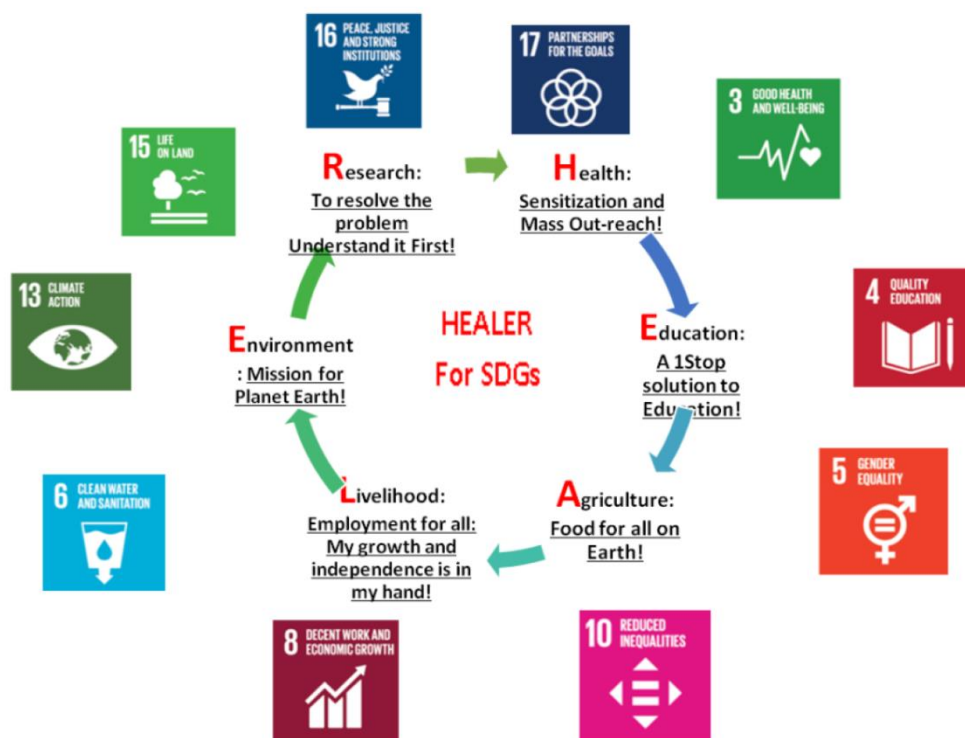 16 PEACE, JUSTICE
AND STRONG
INSTITUTIONS
17 PARTNERSHIPS
FOR THE GOALS
3 GOOD HEALTH
AND WELL-BEING
15 LIFE
ON LAND
Research:
To resolve the
problem
Understand it First!
Health:
Sensitization and
Mass Out-reach!
13 CLIMATE
ACTION
4 QUALITY
EDUCATION
HEALER
For SDGs
Environment
: Mission for
Planet Earth!
Education:
A 1Stop
solution to
Education!
6 CLEAN WATER
AND SANITATION
5 GENDER
EQUALITY
Livelihood:
Employment for all:
My growth and
independence is in
my hand!
Agriculture:
Food for all on
Earth!
8 DECENT WORK AND
ECONOMIC GROWTH
10 REDUCED
INEQUALITIES